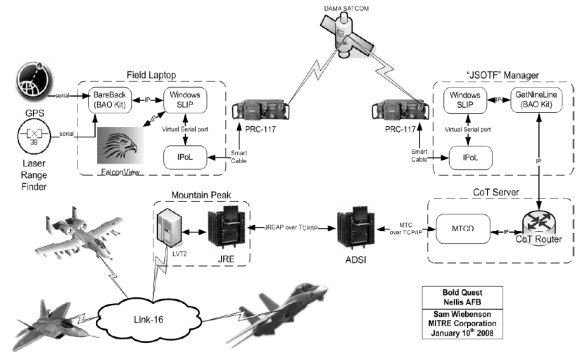 DAMA SATCOM
Field Laptop
"JSOTF" Manager
serial
BareBack
(BAO Kit)
IP
Windows
SLIP
GPS
IP
Virtual Serial port
serial
38
Laser
Range
Finder
FalconView
IPoL
Smart
Cable
PRC-117
PRC-117
Windows
SLIP
IP
GetNineLine
(BAO Kit)
Virtual Serial port
IPoL
Smart
Cable
IP
Mountain Peak
CoT Server
LVT2
JRE
JREAP over TCP/IP
ADSI
MTC
over TCP/IP
MTCD
IP
CoT Router
Link-16
Bold Quest
Nellis AFB
Sam Wiebenson
MITRE Corporation
January 10th 2008